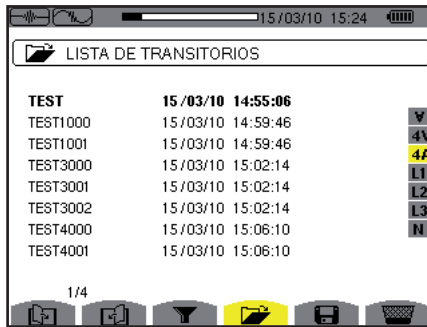 15/03/10 15:24
LISTA DE TRANSITORIOS
TEST 15/03/10 14:55:06
TEST1000 15/03/10 14:59:46
TEST1001 15/03/10 14:59:46
TEST3000 15/03/10 15:02:14
TEST3001 15/03/10 15:02:14
TEST3002 15/03/10 15:02:14
TEST4000 15/03/10 15:06:10
TEST4001 15/03/10 15:06:10
∀
4V
4A
L1
L2
L3
N
1/4